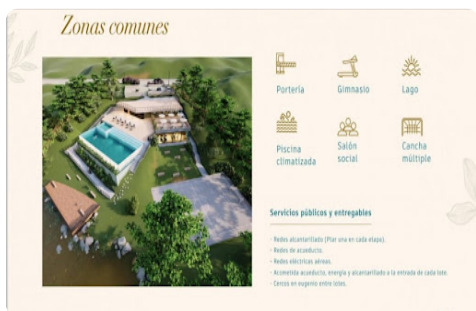 Zonas comunes
Portería
Gimnasio
Lago
Piscina
climatizada
Salón
social
Cancha
múltiple
Servicios públicos y entregables
- Redes alcantarillado (Ptar una en cada etapa).
- Redes de acueducto.
- Redes eléctricas aéreas.
- Acometida acueducto, energía y alcantarillado a la entrada de cada lote.
- Cercos en eugenio entre lotes.